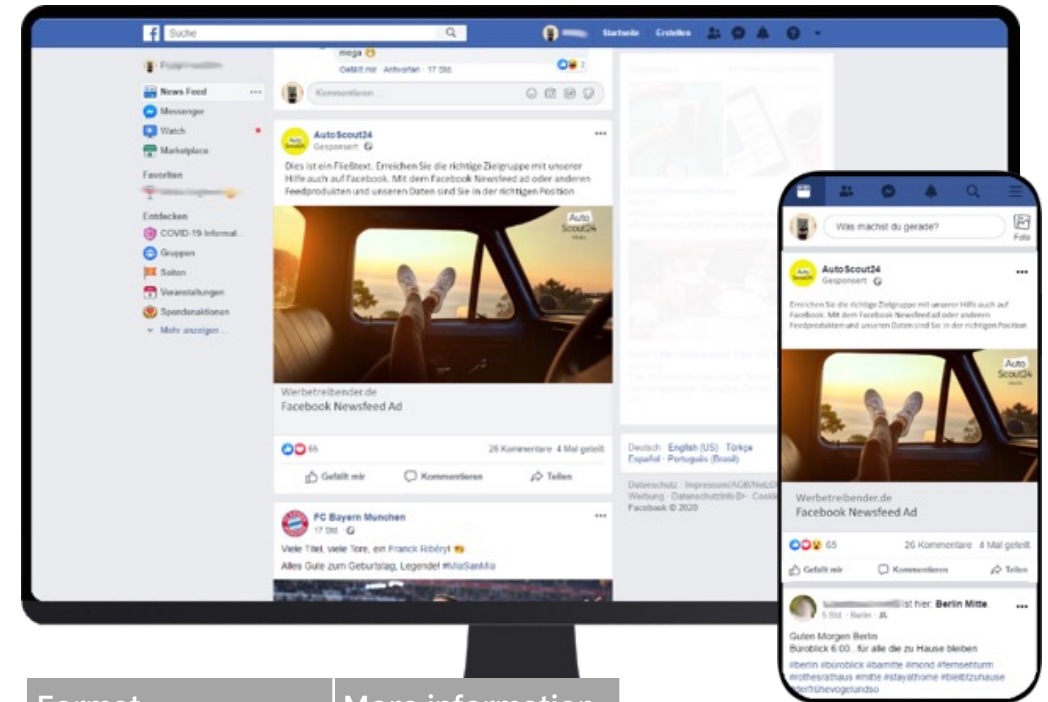 Suche
Startseite Erstellen
News Feed
Messenger
Watch
Marketplace
Favoriten
Entdecken
COVID-19-Informat...
Gruppen
Seiten
Veranstaltungen
Spendenaktionen
Mehr anzeigen ...
mega
Gefällt mir · Antworten · 17 Std.
2
Kommentieren ...
AutoScout24
Gesponsert
Dies ist ein Fließtext. Erreichen Sie die richtige Zielgruppe mit unserer
Hilfe auch auf Facebook. Mit dem Facebook Newsfeed ad oder anderen
Feedprodukten und unseren Daten sind Sie in der richtigen Position
Auto
Scout24
Werbetreibender.de
Facebook Newsfeed Ad
65
26 Kommentare 4 Mal geteilt
Gefällt mir Kommentieren Teilen
FC Bayern München
17 Std.
Viele Titel, viele Tore, ein Franck Ribéry!
Alles Gute zum Geburtstag, Legende! #MiaSanMia
Deutsch · English (US) · Türkçe
Español · Português (Brasil)
Datenschutz · Impressum/AGB/NetzD
Werbung · Datenschutzinfo · Cookie
Facebook © 2020
Was machst du gerade?
Foto
AutoScout24
Gesponsert
Erreichen Sie die richtige Zielgruppe mit unserer Hilfe auch auf
Facebook. Mit dem Facebook Newsfeed ad oder anderen
Feedprodukten und unseren Daten sind Sie in der richtigen Position
Auto
Scout24
Werbetreibender.de
Facebook Newsfeed Ad
65
26 Kommentare 4 Mal geteilt
Gefällt mir Kommentieren Teilen
ist hier: Berlin Mitte.
5 Std. · Berlin
Guten Morgen Berlin
Büroblick 6:00...für alle die zu Hause bleiben
#berlin #büroblick #bamitte #mond #fernsehturm
#rothesrathaus #mitte #stayathome #bleibtzuhause
#derfrühevogelundso
Format More information